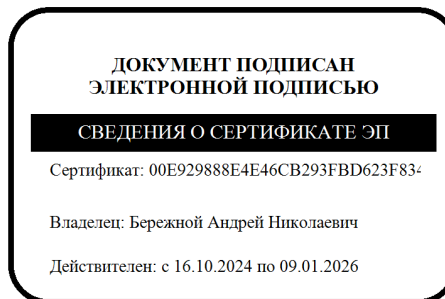 ДОКУМЕНТ ПОДПИСАН
ЭЛЕКТРОННОЙ ПОДПИСЬЮ
СВЕДЕНИЯ О СЕРТИФИКАТЕ ЭП
Сертификат: 00E929888E4E46CB293FBD623F834
Владелец: Бережной Андрей Николаевич
Действителен: с 16.10.2024 по 09.01.2026